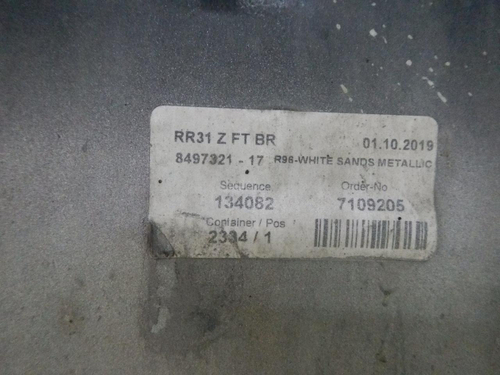 RR31 Z FT BR 01.10.2019
8497321 - 17 R98-WHITE SANDS METALLIC
Sequence Order-No
134082 7109205
Container / Pos
2334 / 1